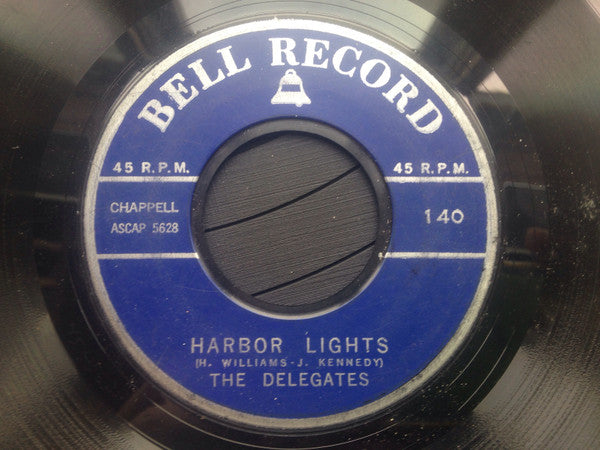 BELL RECORD
45 R.P.M.
45 R.P.M.
CHAPPELL
ASCAP 5628
140
HARBOR LIGHTS
(H. WILLIAMS - J. KENNEDY)
THE DELEGATES